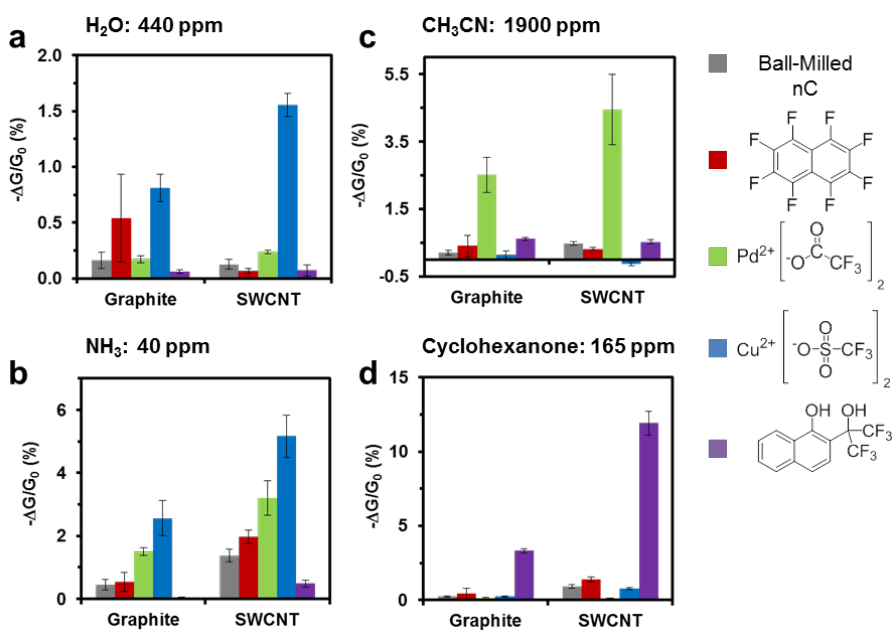 a
H₂O: 440 ppm
-ΔG/G₀ (%)
2.0
1.5
1.0
0.5
0.0
Graphite
SWCNT
c
CH₃CN: 1900 ppm
-ΔG/G₀ (%)
5.5
3.5
1.5
-0.5
Graphite
SWCNT
b
NH₃: 40 ppm
-ΔG/G₀ (%)
6
4
2
0
Graphite
SWCNT
d
Cyclohexanone: 165 ppm
-ΔG/G₀ (%)
15
10
5
0
Graphite
SWCNT
Ball-Milled
nC
F F
F F
F F
F F
Pd²⁺ [ ⁻O O CF₃ ]₂
Cu²⁺ [ ⁻O O S O CF₃ ]₂
OH OH
CF₃
CF₃